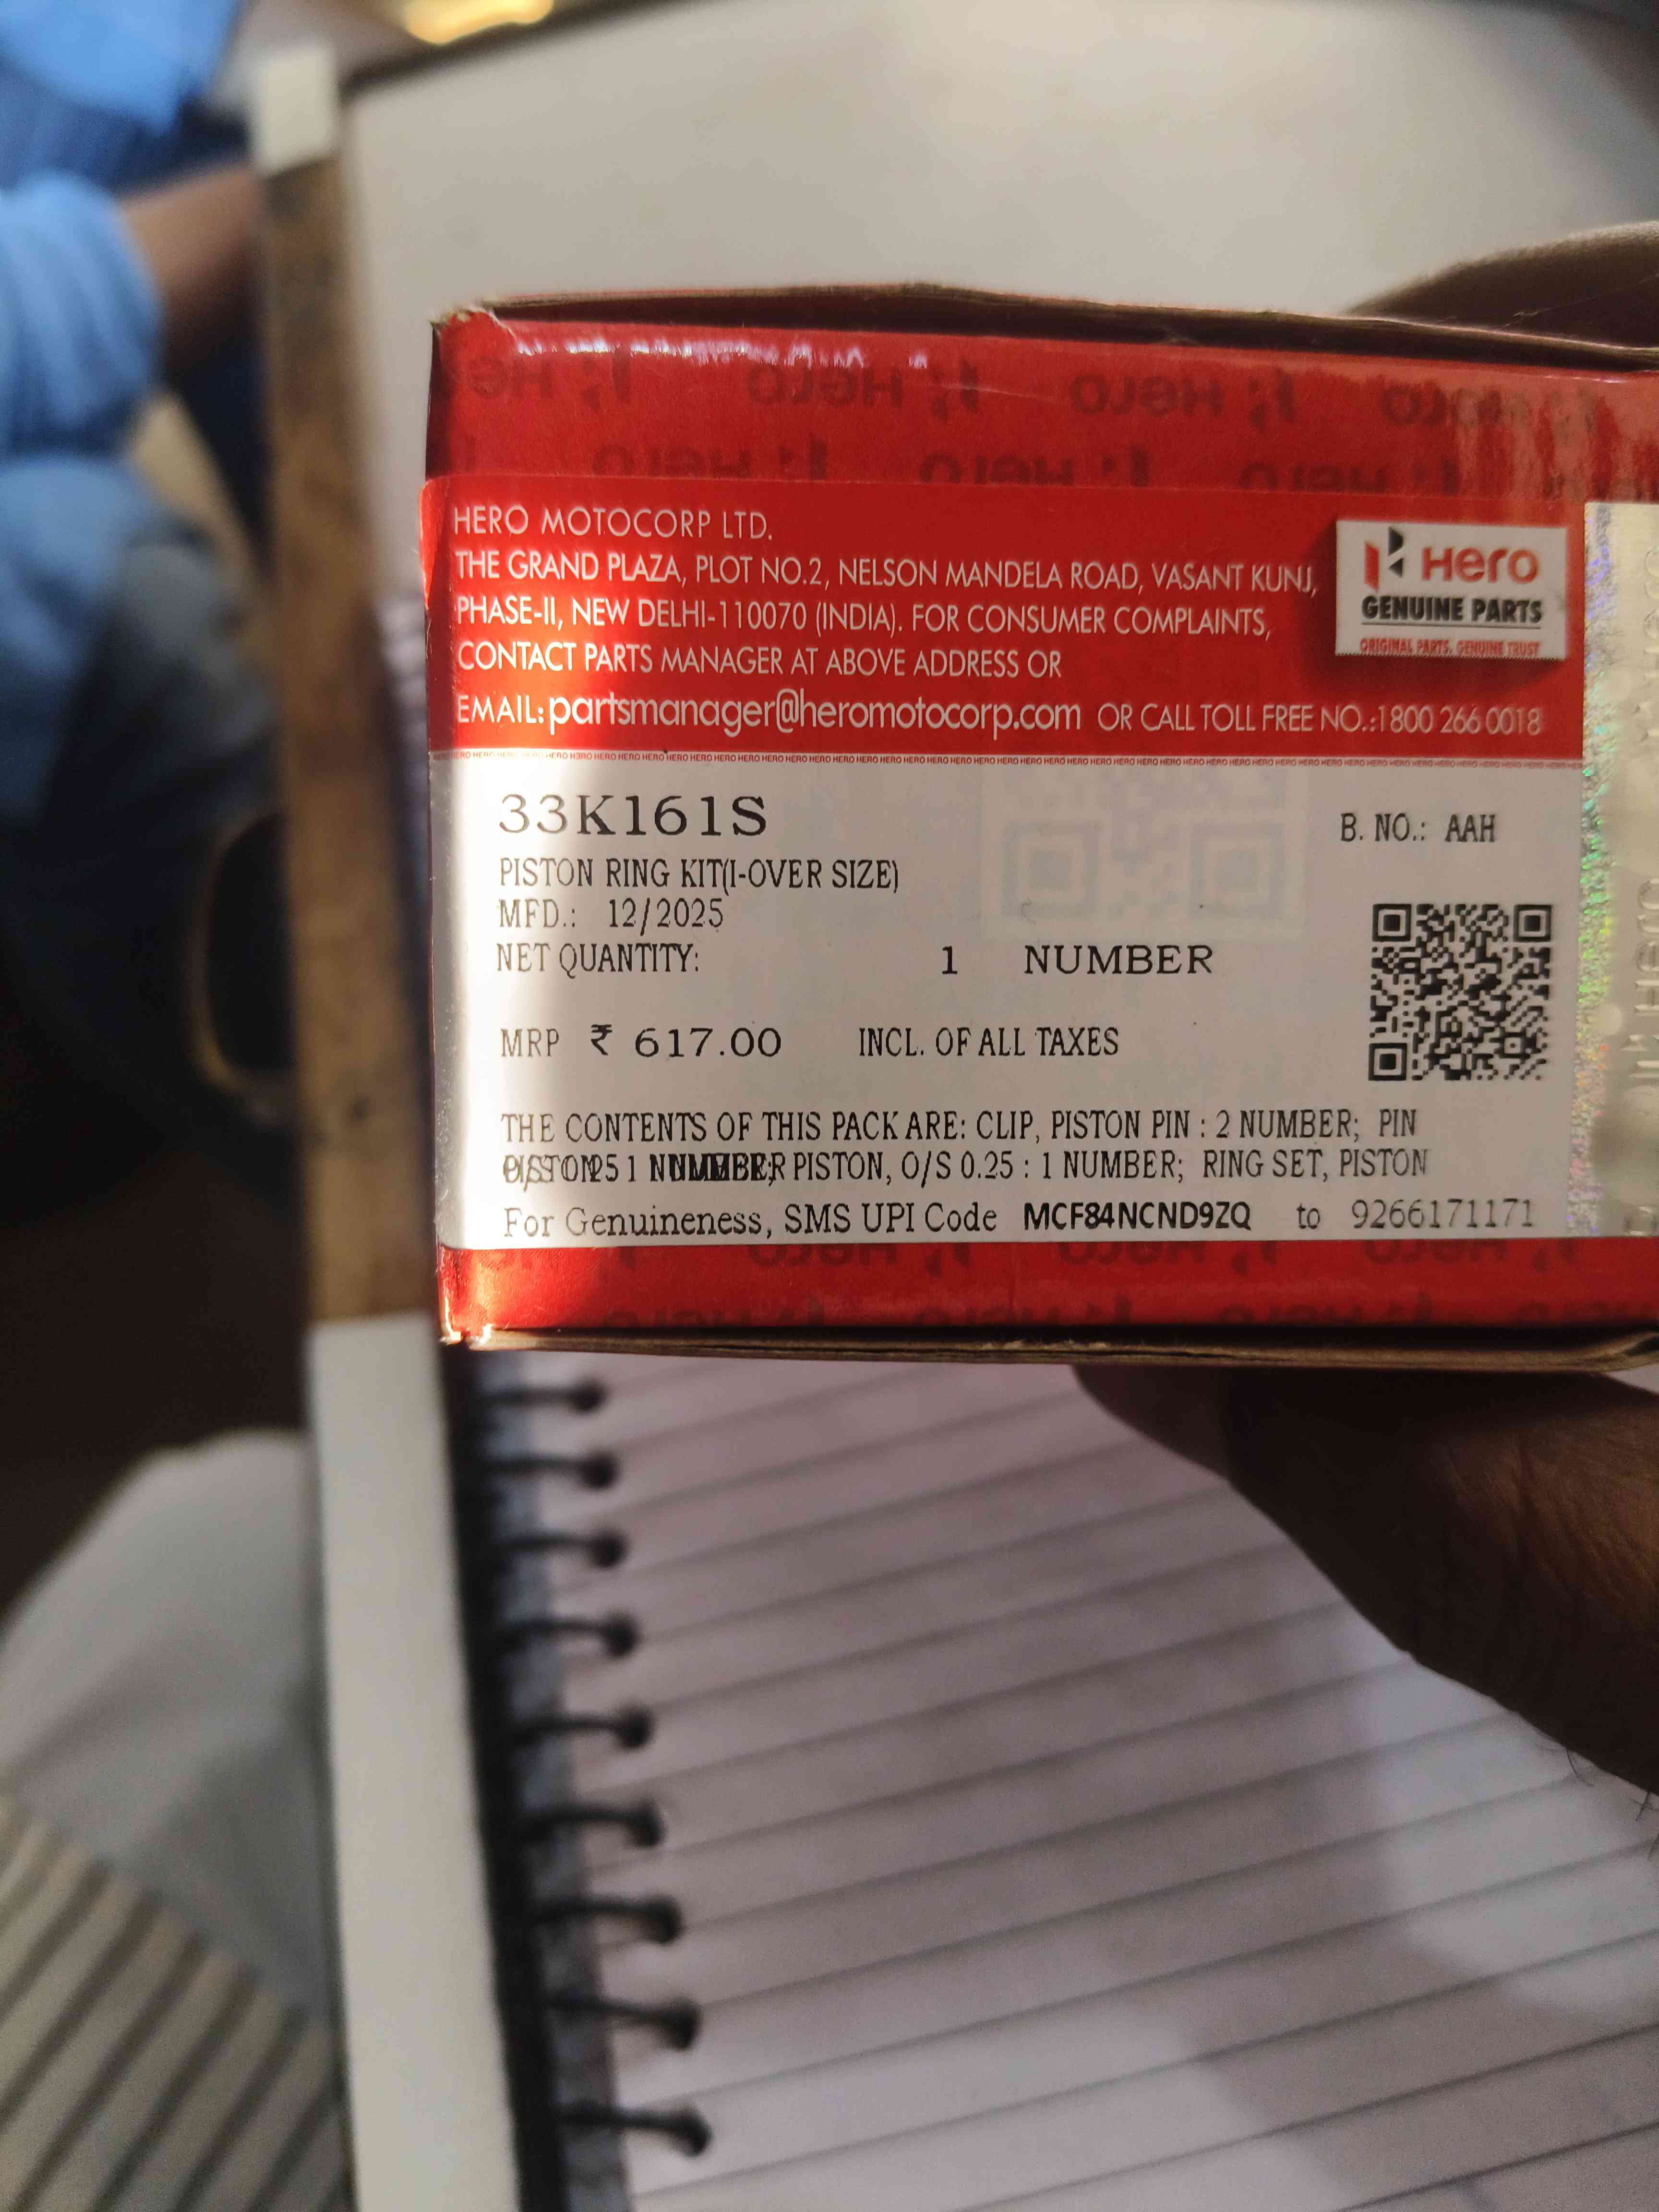 HERO MOTOCORP LTD.
THE GRAND PLAZA, PLOT NO.2, NELSON MANDELA ROAD, VASANT KUNJ,
PHASE-II, NEW DELHI-110070 (INDIA). FOR CONSUMER COMPLAINTS,
CONTACT PARTS MANAGER AT ABOVE ADDRESS OR
EMAIL: partsmanager@heromotocorp.com OR CALL TOLL FREE NO.:1800 266 0018
Hero
GENUINE PARTS
ORIGINAL PARTS. GENUINE TRUST
33K161S
B. NO.: AAH
PISTON RING KIT(I-OVER SIZE)
MFD.: 12/2025
NET QUANTITY: 1 NUMBER
MRP ₹ 617.00 INCL. OF ALL TAXES
THE CONTENTS OF THIS PACK ARE: CLIP, PISTON PIN : 2 NUMBER; PIN
PISTON, O/S 0.25 : 1 NUMBER; RING SET, PISTON
For Genuineness, SMS UPI Code MCF84NCND9ZQ to 9266171171